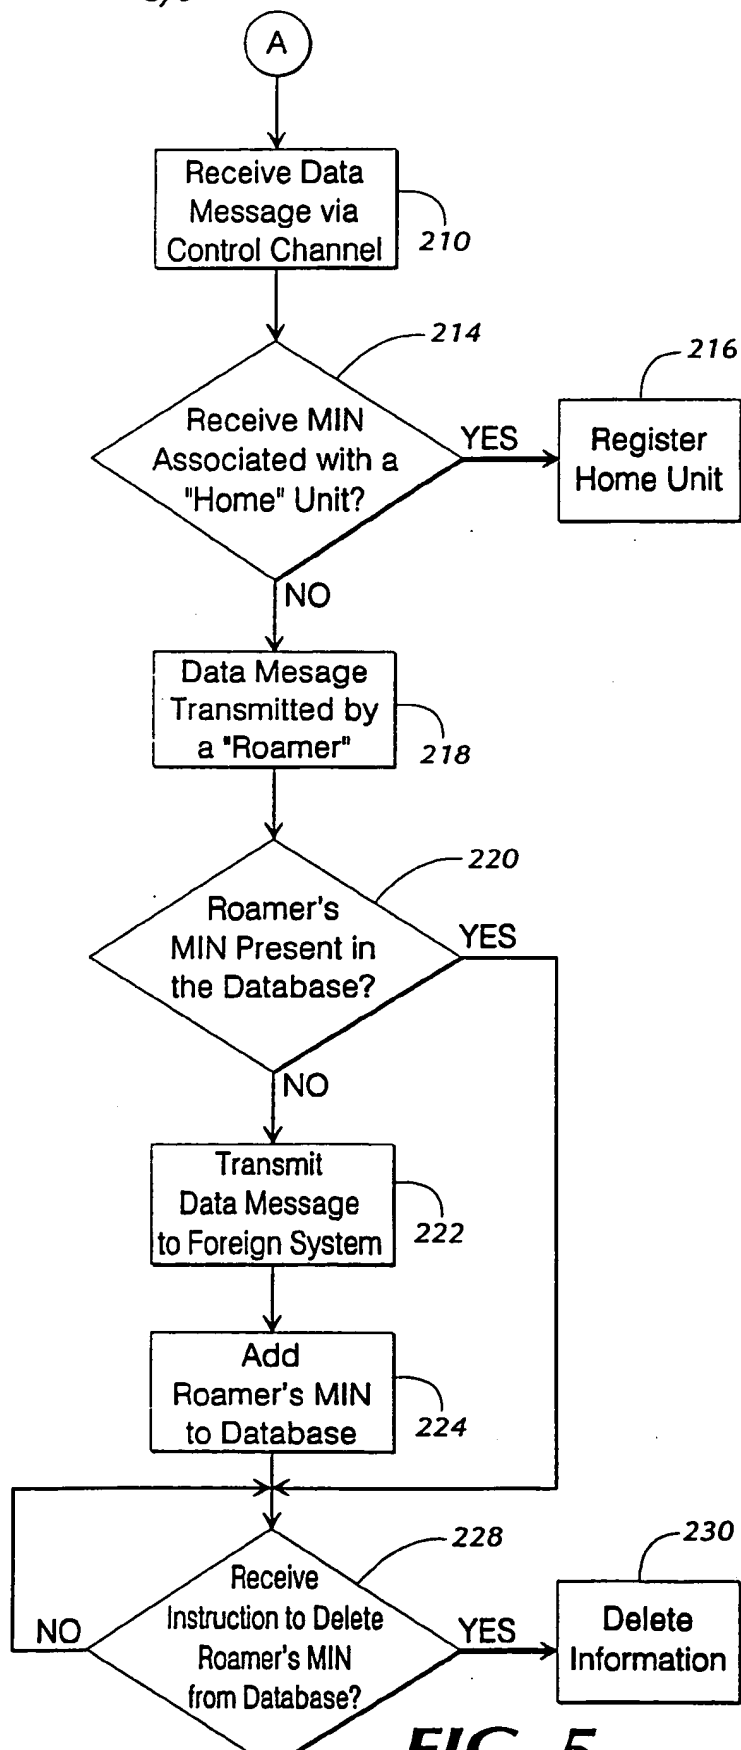 A
Receive Data
Message via
Control Channel
210
214
Receive MIN
Associated with a
"Home" Unit?
YES
216
Register
Home Unit
NO
Data Mesage
Transmitted by
a "Roamer"
218
220
Roamer's
MIN Present in
the Database?
YES
NO
Transmit
Data Message
to Foreign System
222
Add
Roamer's MIN
to Database
224
228
Receive
Instruction to Delete
Roamer's MIN
from Database?
NO
YES
230
Delete
Information
FIG. 5